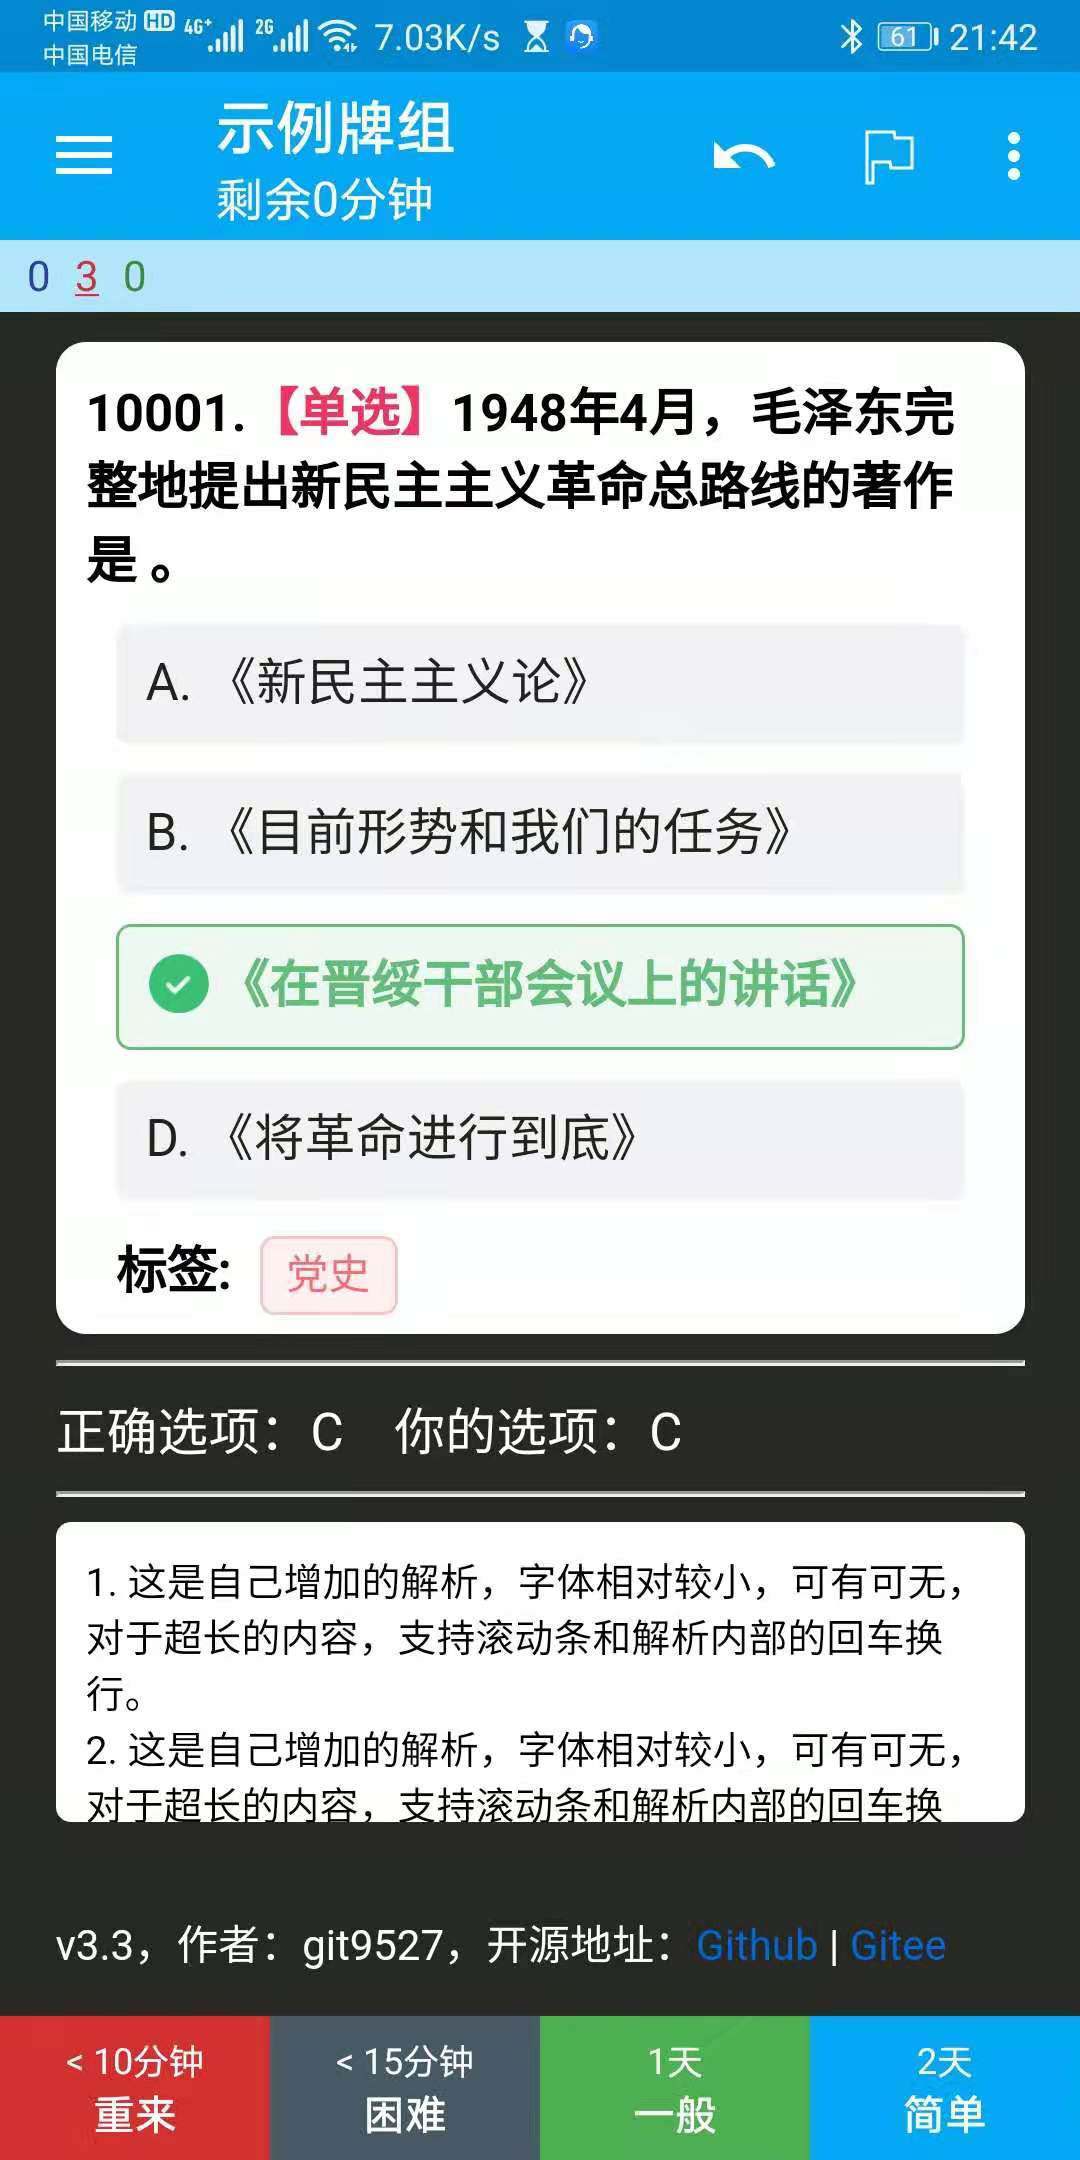 中国移动 HD 4G+ 2G 7.03K/s 61 21:42
中国电信
示例牌组
剩余0分钟
0 3 0
10001.【单选】1948年4月，毛泽东完
整地提出新民主主义革命总路线的著作
是 。
A. 《新民主主义论》
B. 《目前形势和我们的任务》
《在晋绥干部会议上的讲话》
D. 《将革命进行到底》
标签: 党史
正确选项：C 你的选项：C
1. 这是自己增加的解析，字体相对较小，可有可无，
对于超长的内容，支持滚动条和解析内部的回车换
行。
2. 这是自己增加的解析，字体相对较小，可有可无，
对于超长的内容，支持滚动条和解析内部的回车换
v3.3，作者：git9527，开源地址：Github | Gitee
< 10分钟 < 15分钟 1天 2天
重来 困难 一般 简单